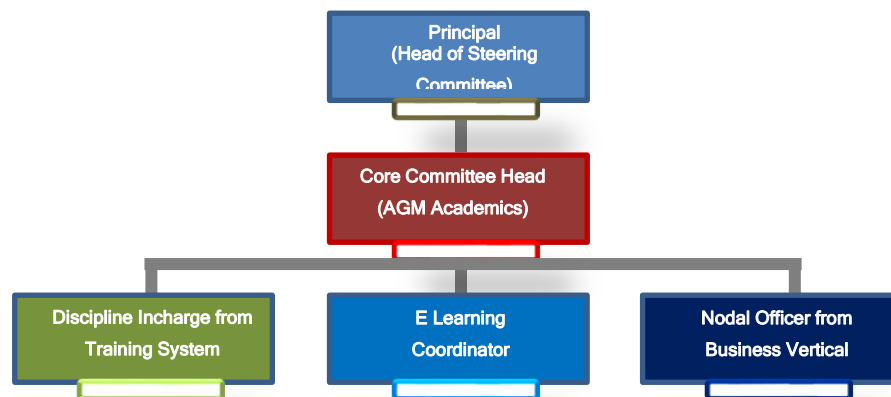 Principal
(Head of Steering
Committee)
Core Committee Head
(AGM Academics)
Discipline Incharge from
Training System
E Learning
Coordinator
Nodal Officer from
Business Vertical